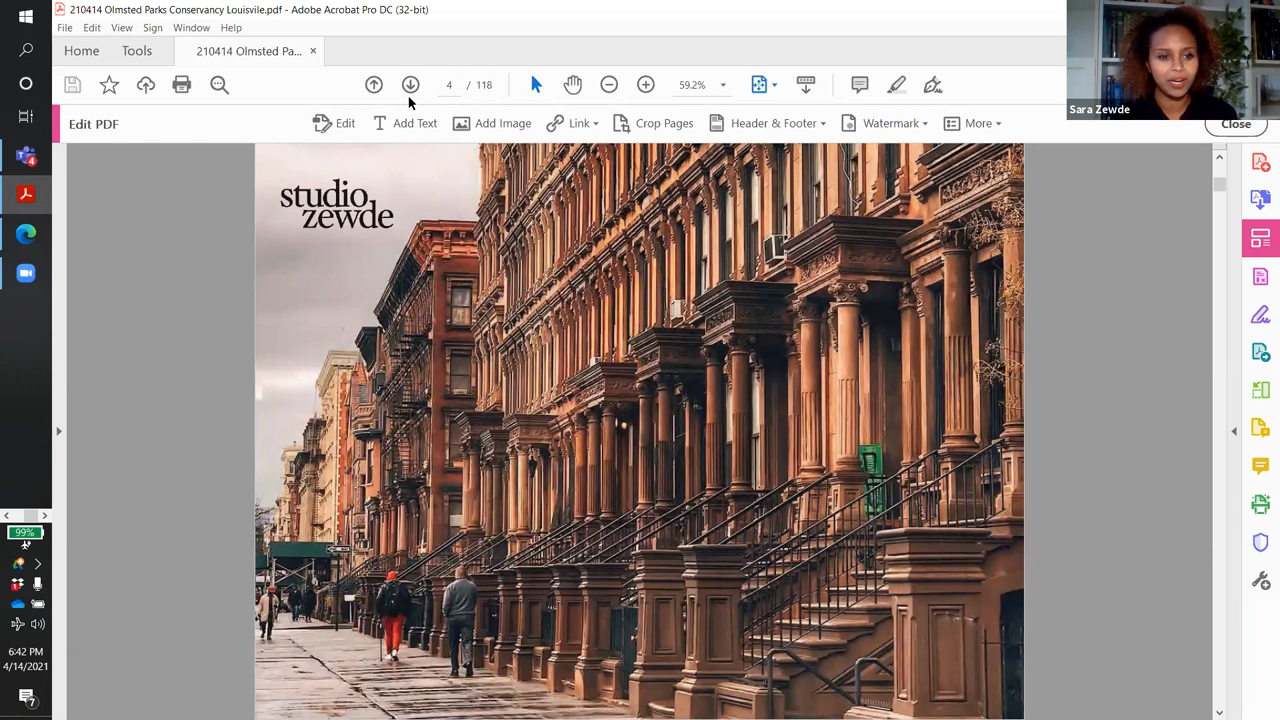 210414 Olmsted Parks Conservancy Louisville.pdf - Adobe Acrobat Pro DC (32-bit)
File Edit View Sign Window Help
Home Tools 210414 Olmsted Pa... ×
4 / 118 59.2%
Sara Zewde
Edit PDF Edit Add Text Add Image Link Crop Pages Header & Footer Watermark More Close
4
studio
zewde
99%
6:42 PM
4/14/2021
7